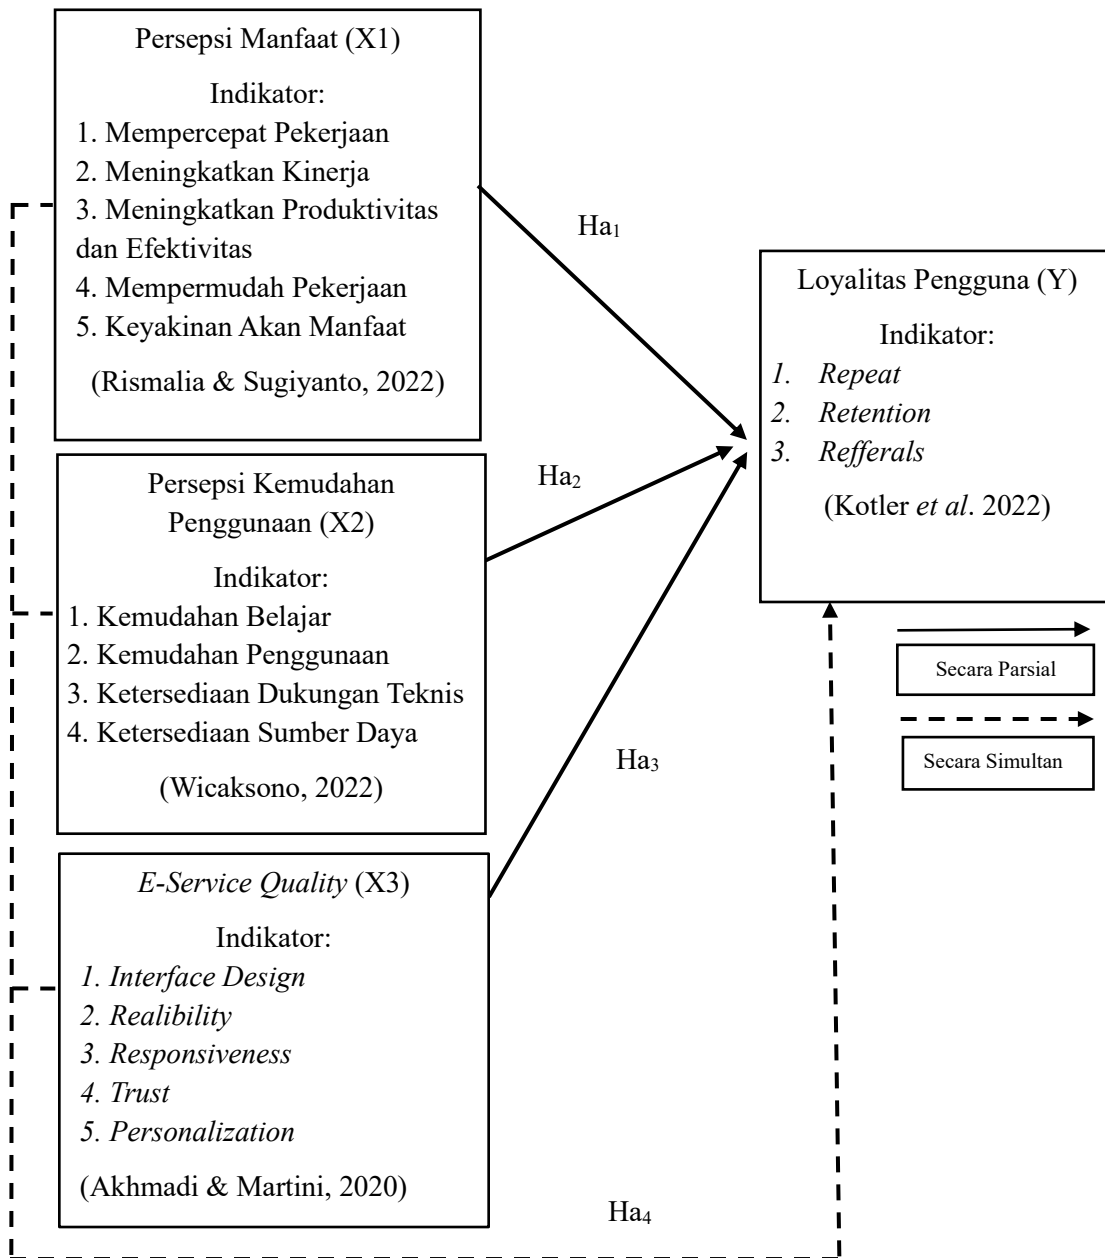 Persepsi Manfaat (X1)
Indikator:
1. Mempercepat Pekerjaan
2. Meningkatkan Kinerja
3. Meningkatkan Produktivitas
dan Efektivitas
4. Mempermudah Pekerjaan
5. Keyakinan Akan Manfaat
(Rismalia & Sugiyanto, 2022)
Persepsi Kemudahan
Penggunaan (X2)
Indikator:
1. Kemudahan Belajar
2. Kemudahan Penggunaan
3. Ketersediaan Dukungan Teknis
4. Ketersediaan Sumber Daya
(Wicaksono, 2022)
E-Service Quality (X3)
Indikator:
1. Interface Design
2. Realibility
3. Responsiveness
4. Trust
5. Personalization
(Akhmadi & Martini, 2020)
Ha₁
Ha₂
Ha₃
Ha₄
Loyalitas Pengguna (Y)
Indikator:
1. Repeat
2. Retention
3. Refferals
(Kotler et al. 2022)
Secara Parsial
Secara Simultan